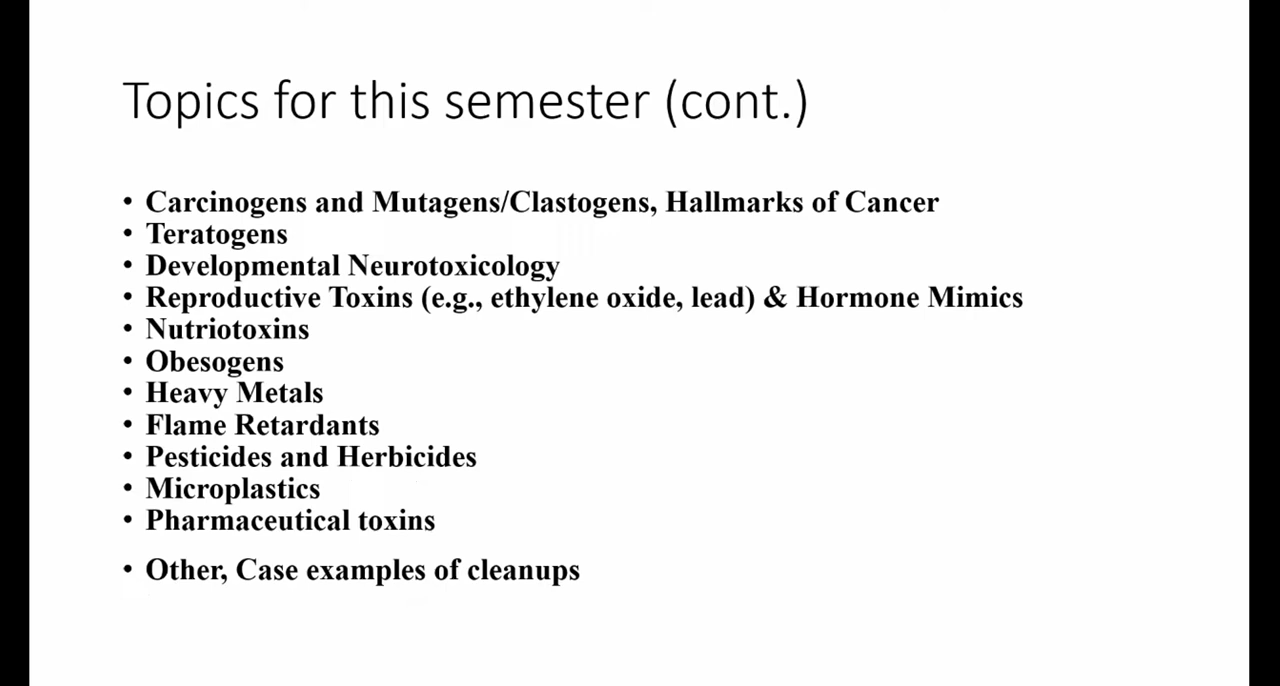 Topics for this semester (cont.)
• Carcinogens and Mutagens/Clastogens, Hallmarks of Cancer
• Teratogens
• Developmental Neurotoxicology
• Reproductive Toxins (e.g., ethylene oxide, lead) & Hormone Mimics
• Nutriotoxins
• Obesogens
• Heavy Metals
• Flame Retardants
• Pesticides and Herbicides
• Microplastics
• Pharmaceutical toxins
• Other, Case examples of cleanups